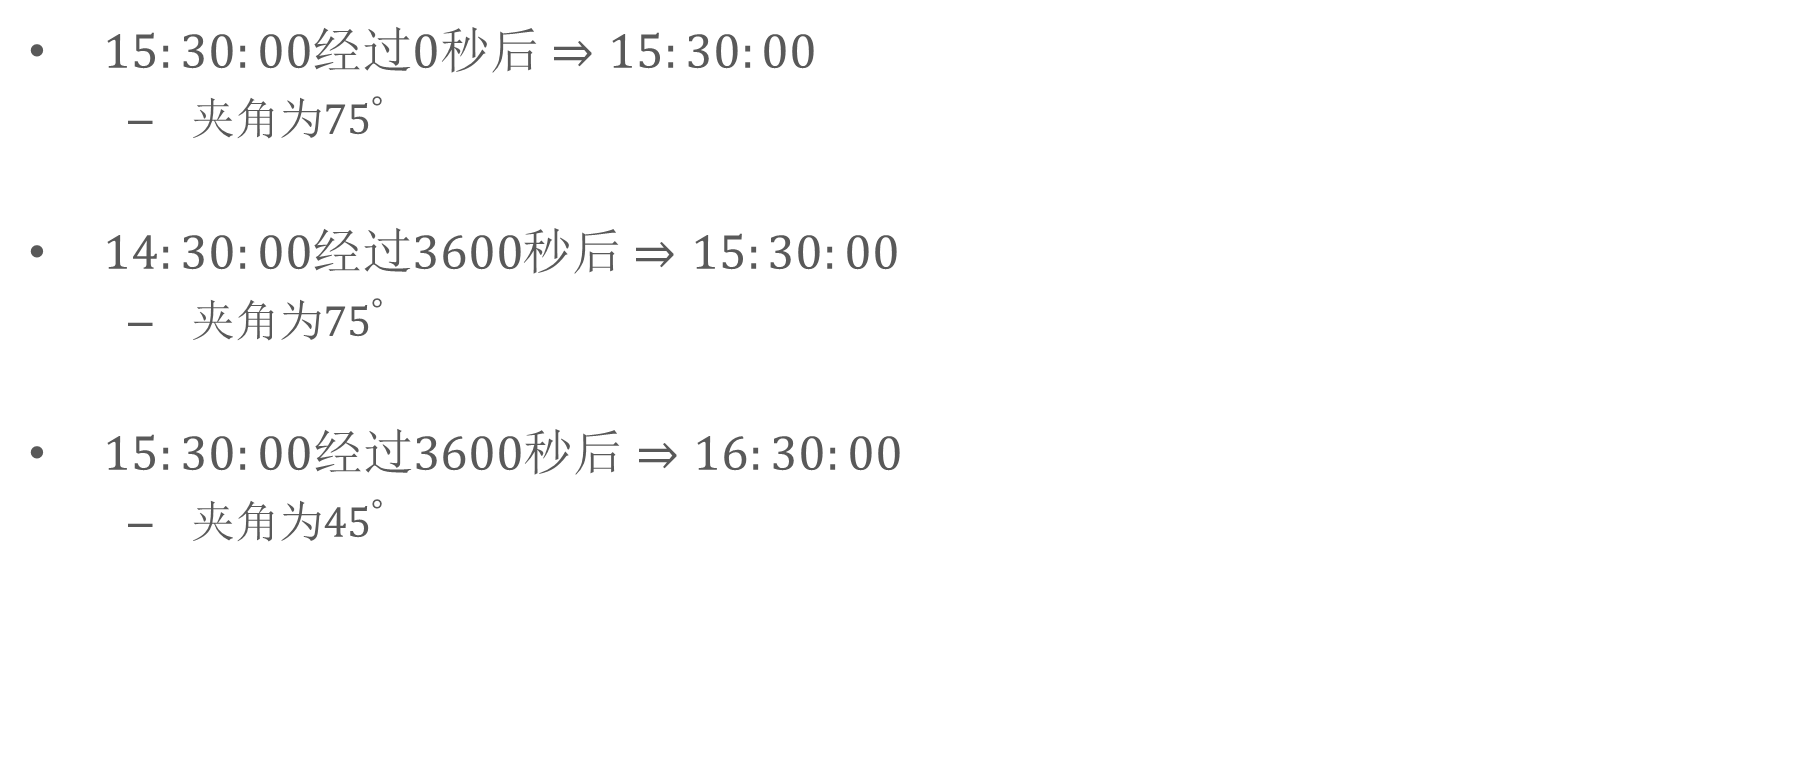 • 15:30:00经过0秒后 ⇒ 15:30:00
– 夹角为75°
• 14:30:00经过3600秒后 ⇒ 15:30:00
– 夹角为75°
• 15:30:00经过3600秒后 ⇒ 16:30:00
– 夹角为45°